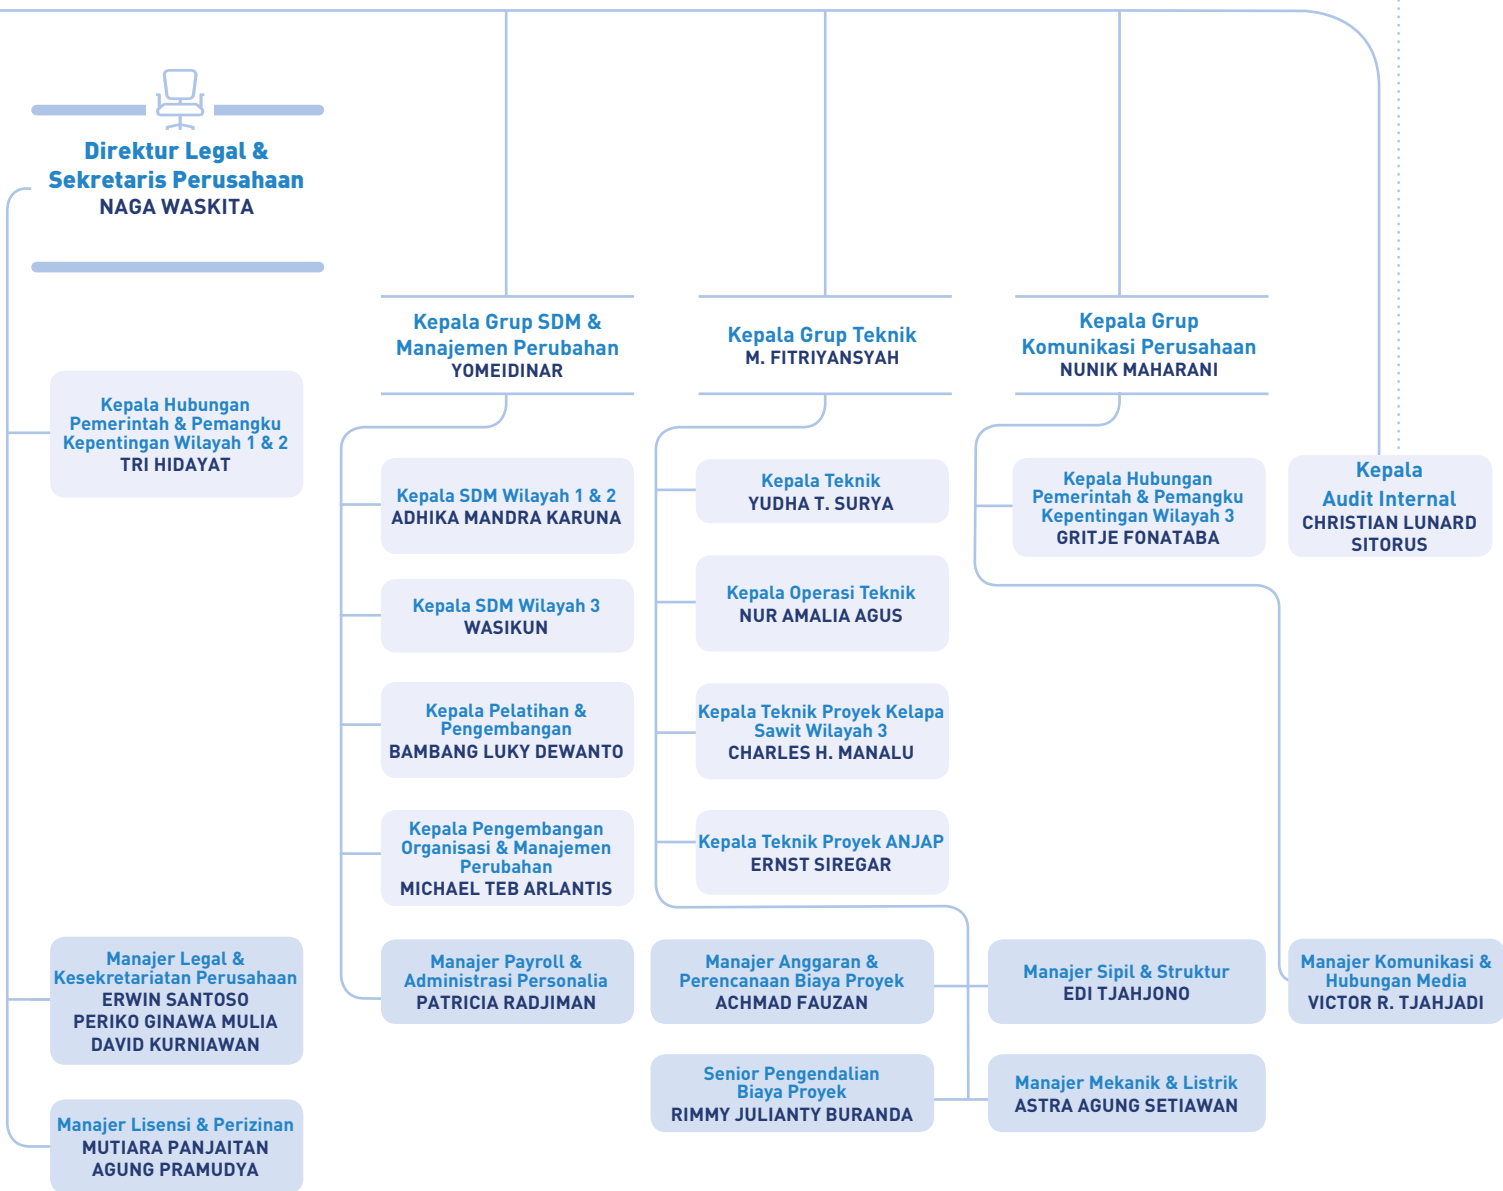 Direktur Legal &
Sekretaris Perusahaan
NAGA WASKITA
Kepala Hubungan
Pemerintah & Pemangku
Kepentingan Wilayah 1 & 2
TRI HIDAYAT
Manajer Legal &
Kesekretariatan Perusahaan
ERWIN SANTOSO
PERIKO GINAWA MULIA
DAVID KURNIAWAN
Manajer Lisensi & Perizinan
MUTIARA PANJAITAN
AGUNG PRAMUDYA
Kepala Grup SDM &
Manajemen Perubahan
YOMEIDINAR
Kepala SDM Wilayah 1 & 2
ADHIKA MANDRA KARUNA
Kepala SDM Wilayah 3
WASIKUN
Kepala Pelatihan &
Pengembangan
BAMBANG LUKY DEWANTO
Kepala Pengembangan
Organisasi & Manajemen
Perubahan
MICHAEL TEB ARLANTIS
Manajer Payroll &
Administrasi Personalia
PATRICIA RADJIMAN
Kepala Grup Teknik
M. FITRIYANSYAH
Kepala Teknik
YUDHA T. SURYA
Kepala Operasi Teknik
NUR AMALIA AGUS
Kepala Teknik Proyek Kelapa
Sawit Wilayah 3
CHARLES H. MANALU
Kepala Teknik Proyek ANJAP
ERNST SIREGAR
Manajer Anggaran &
Perencanaan Biaya Proyek
ACHMAD FAUZAN
Manajer Sipil & Struktur
EDI TJAHJONO
Senior Pengendalian
Biaya Proyek
RIMMY JULIANTY BURANDA
Manajer Mekanik & Listrik
ASTRA AGUNG SETIAWAN
Kepala Grup
Komunikasi Perusahaan
NUNIK MAHARANI
Kepala Hubungan
Pemerintah & Pemangku
Kepentingan Wilayah 3
GRITJE FONATABA
Manajer Komunikasi &
Hubungan Media
VICTOR R. TJAHJADI
Kepala
Audit Internal
CHRISTIAN LUNARD
SITORUS